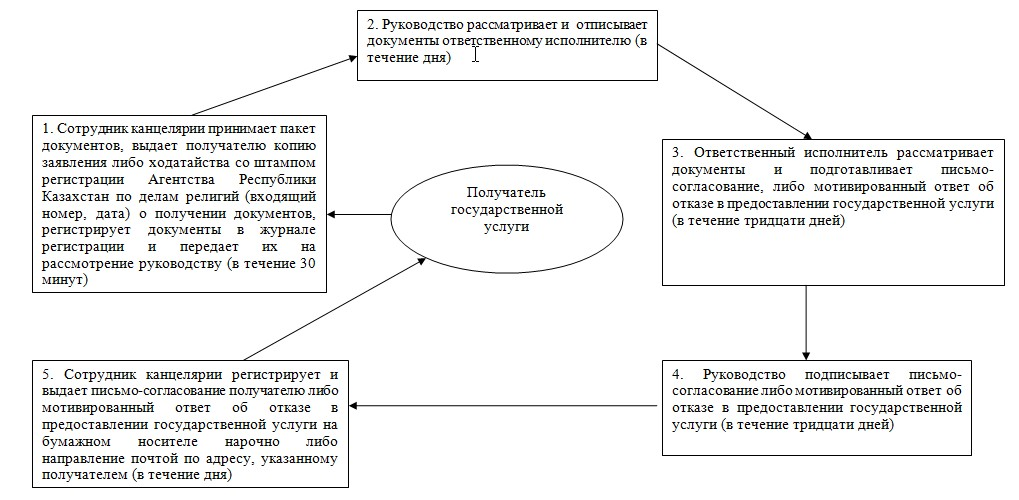 2. Руководство рассматривает и отписывает
документы ответственному исполнителю (в
течение дня)
1. Сотрудник канцелярии принимает пакет
документов, выдает получателю копию
заявления либо ходатайства со штампом
регистрации Агентства Республики
Казахстан по делам религий (входящий
номер, дата) о получении документов,
регистрирует документы в журнале
регистрации и передает их на
рассмотрение руководству (в течение 30
минут)
Получатель
государственной
услуги
3. Ответственный исполнитель рассматривает
документы и подготавливает письмо-
согласование, либо мотивированный ответ об
отказе в предоставлении государственной услуги
(в течение тридцати дней)
4. Руководство подписывает письмо-
согласование либо мотивированный ответ об
отказе в предоставлении государственной
услуги (в течение тридцати дней)
5. Сотрудник канцелярии регистрирует и
выдает письмо-согласование получателю либо
мотивированный ответ об отказе в
предоставлении государственной услуги на
бумажном носителе нарочно либо
направление почтой по адресу, указанному
получателем (в течение дня)